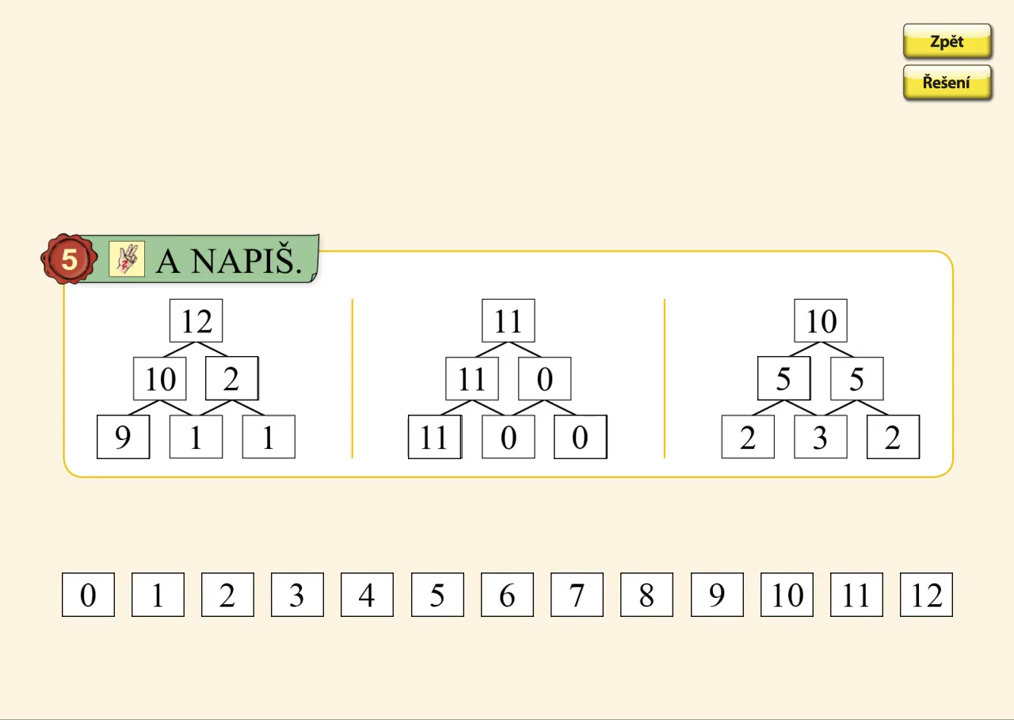 Zpět
Řešení
5 A NAPIŠ.
12 11 10
10 2 11 0 5 5
9 1 1 11 0 0 2 3 2
0 1 2 3 4 5 6 7 8 9 10 11 12